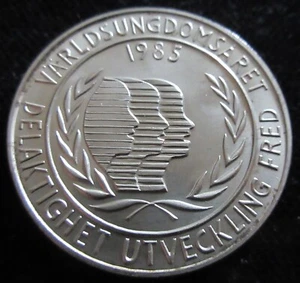 VÄRLDSUNGDOMSÅRET
1985
DELAKTIGHET UTVECKLING FRED